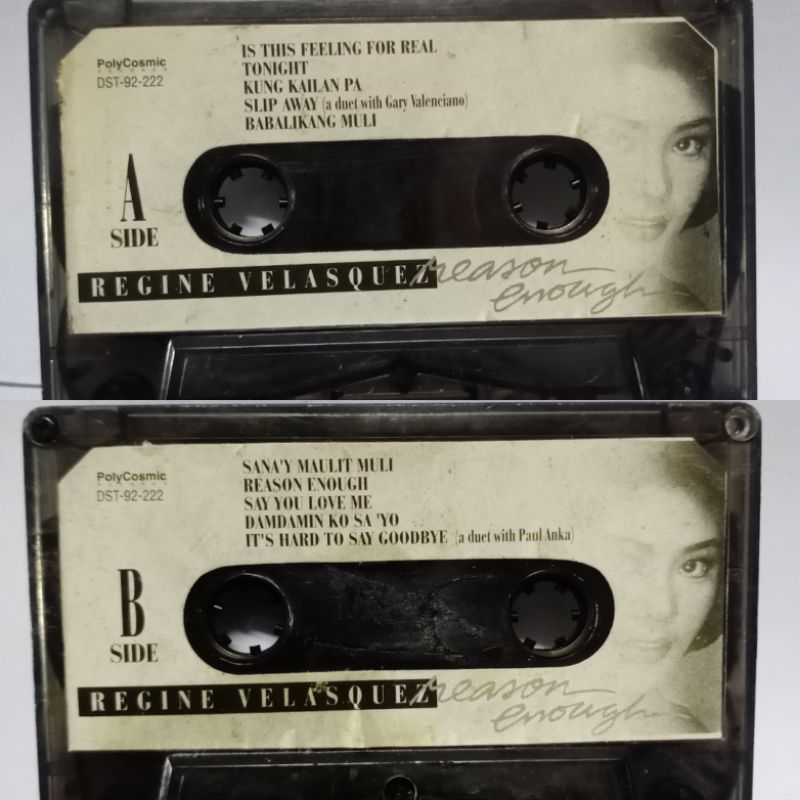 PolyCosmic
RECORDS
DST-92-222
IS THIS FEELING FOR REAL
TONIGHT
KUNG KAILAN PA
SLIP AWAY (a duet with Gary Valenciano)
BABALIKANG MULI
A
SIDE
REGINE VELASQUEZ
reason
enough
PolyCosmic
RECORDS
DST-92-222
SANA'Y MAULIT MULI
REASON ENOUGH
SAY YOU LOVE ME
DAMDAMIN KO SA 'YO
IT'S HARD TO SAY GOODBYE (a duet with Paul Anka)
B
SIDE
REGINE VELASQUEZ
reason
enough